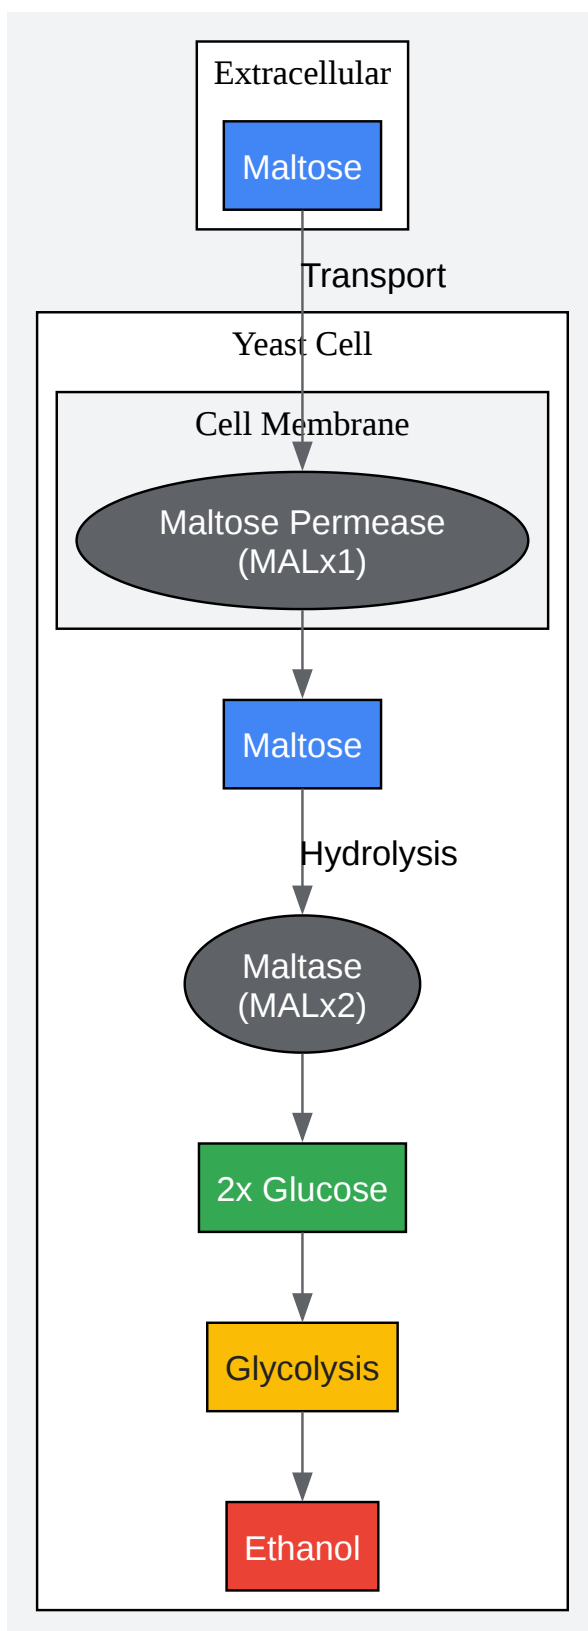 Extracellular
Maltose
Transport
Yeast Cell
Cell Membrane
Maltose Permease
(MALx1)
Maltose
Hydrolysis
Maltase
(MALx2)
2x Glucose
Glycolysis
Ethanol